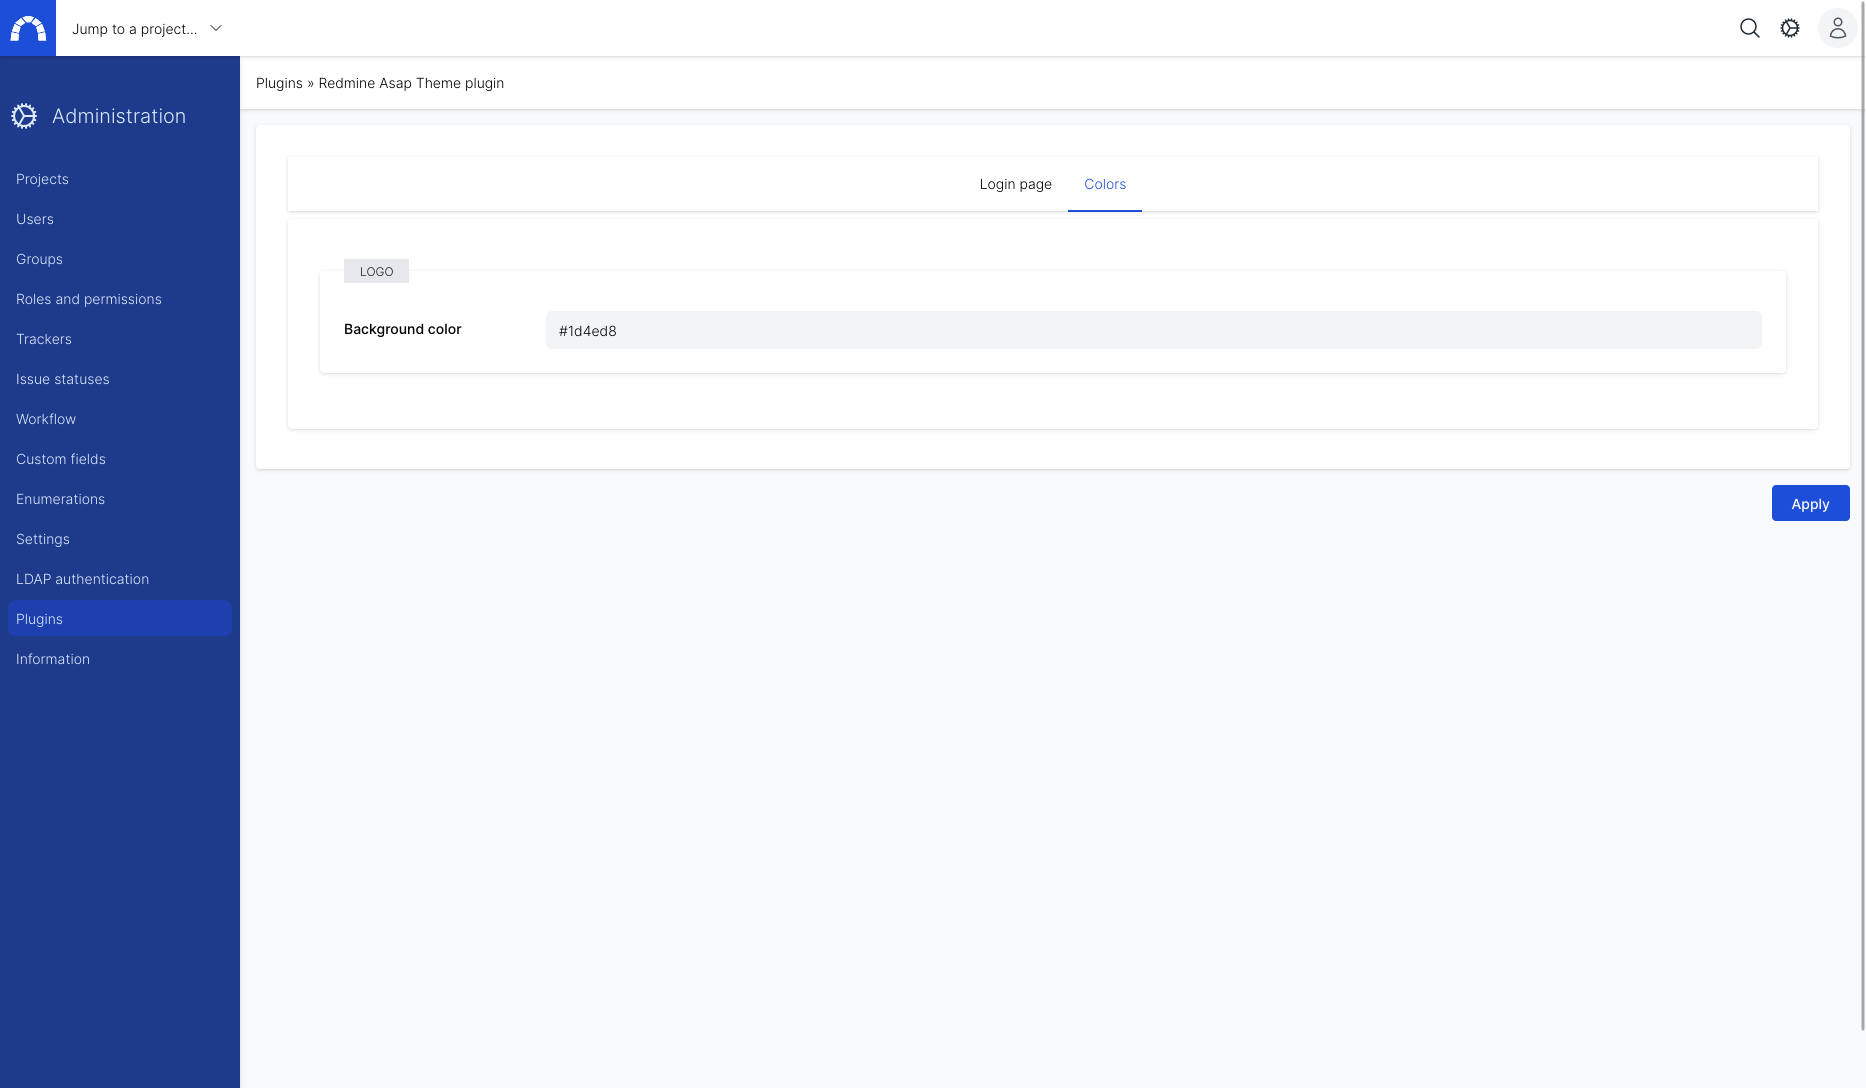 Jump to a project...
Administration
Projects
Users
Groups
Roles and permissions
Trackers
Issue statuses
Workflow
Custom fields
Enumerations
Settings
LDAP authentication
Plugins
Information
Plugins » Redmine Asap Theme plugin
Login page Colors
LOGO
Background color #1d4ed8
Apply